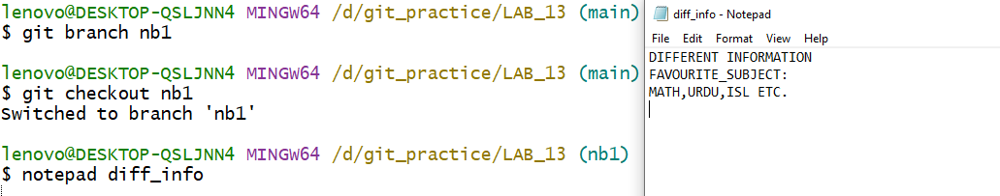 lenovo@DESKTOP-QSLJNN4 MINGW64 /d/git_practice/LAB_13 (main)
$ git branch nb1
lenovo@DESKTOP-QSLJNN4 MINGW64 /d/git_practice/LAB_13 (main)
$ git checkout nb1
Switched to branch 'nb1'
lenovo@DESKTOP-QSLJNN4 MINGW64 /d/git_practice/LAB_13 (nb1)
$ notepad diff_info
diff_info - Notepad
File Edit Format View Help
DIFFERENT INFORMATION
FAVOURITE_SUBJECT:
MATH,URDU,ISL ETC.